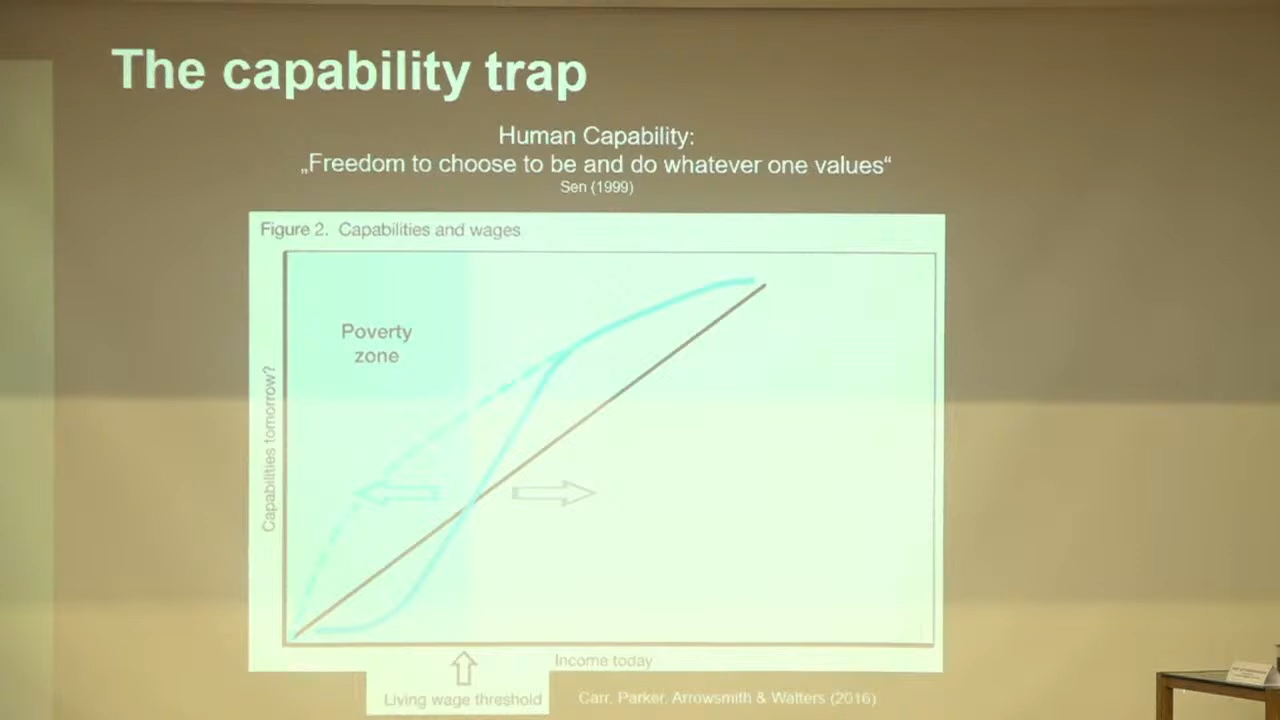 The capability trap
Human Capability:
„Freedom to choose to be and do whatever one values“
Sen (1999)
Figure 2. Capabilities and wages
Poverty
zone
Capabilities tomorrow?
Income today
Living wage threshold
Carr, Parker, Arrowsmith & Watters (2016)